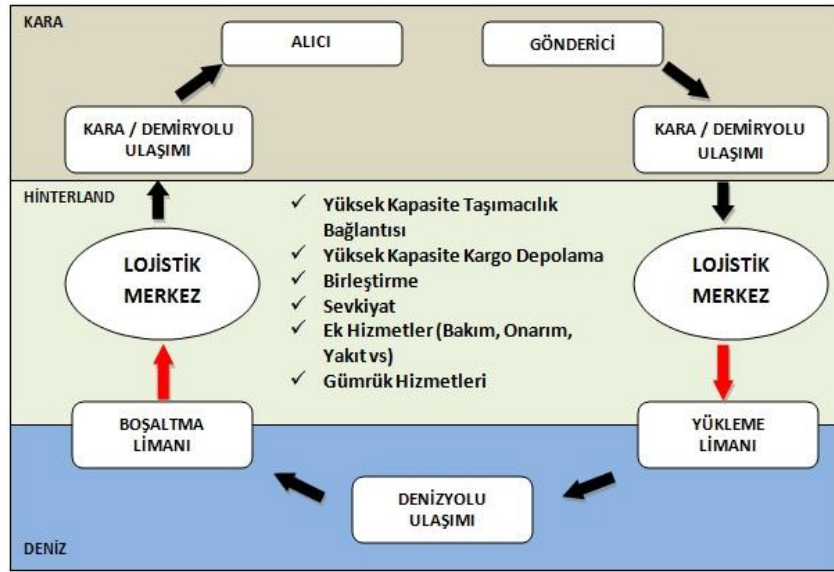 KARA
ALICI
GÖNDERİCİ
KARA / DEMİRYOLU
ULAŞIMI
KARA / DEMİRYOLU
ULAŞIMI
HİNTERLAND
✓ Yüksek Kapasite Taşımacılık
Bağlantısı
✓ Yüksek Kapasite Kargo Depolama
✓ Birleştirme
✓ Sevkiyat
✓ Ek Hizmetler (Bakım, Onarım,
Yakıt vs)
✓ Gümrük Hizmetleri
LOJİSTİK
MERKEZ
LOJİSTİK
MERKEZ
BOŞALTMA
LİMANI
YÜKLEME
LİMANI
DENİZYOLU
ULAŞIMI
DENİZ